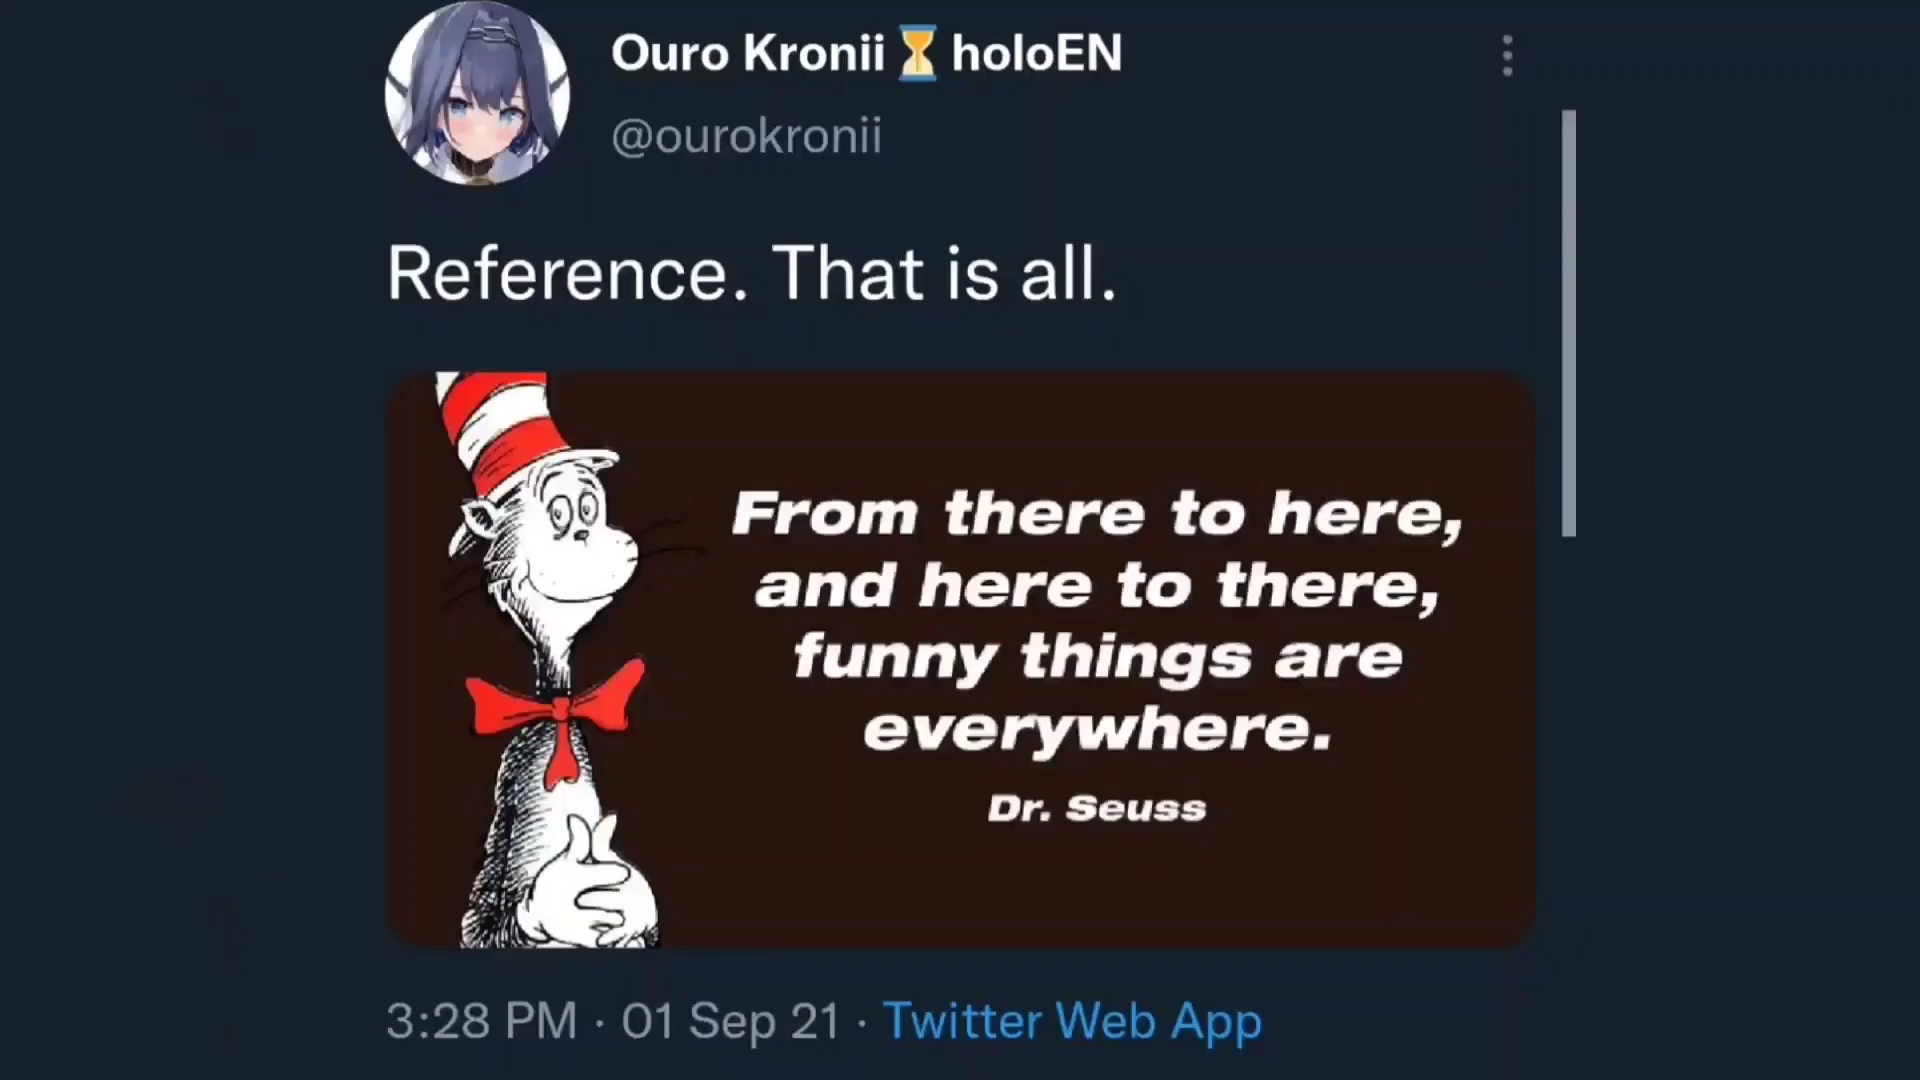 Ouro Kronii⏳holoEN
@ourokronii
Reference. That is all.
From there to here,
and here to there,
funny things are
everywhere.
Dr. Seuss
3:28 PM · 01 Sep 21 · Twitter Web App